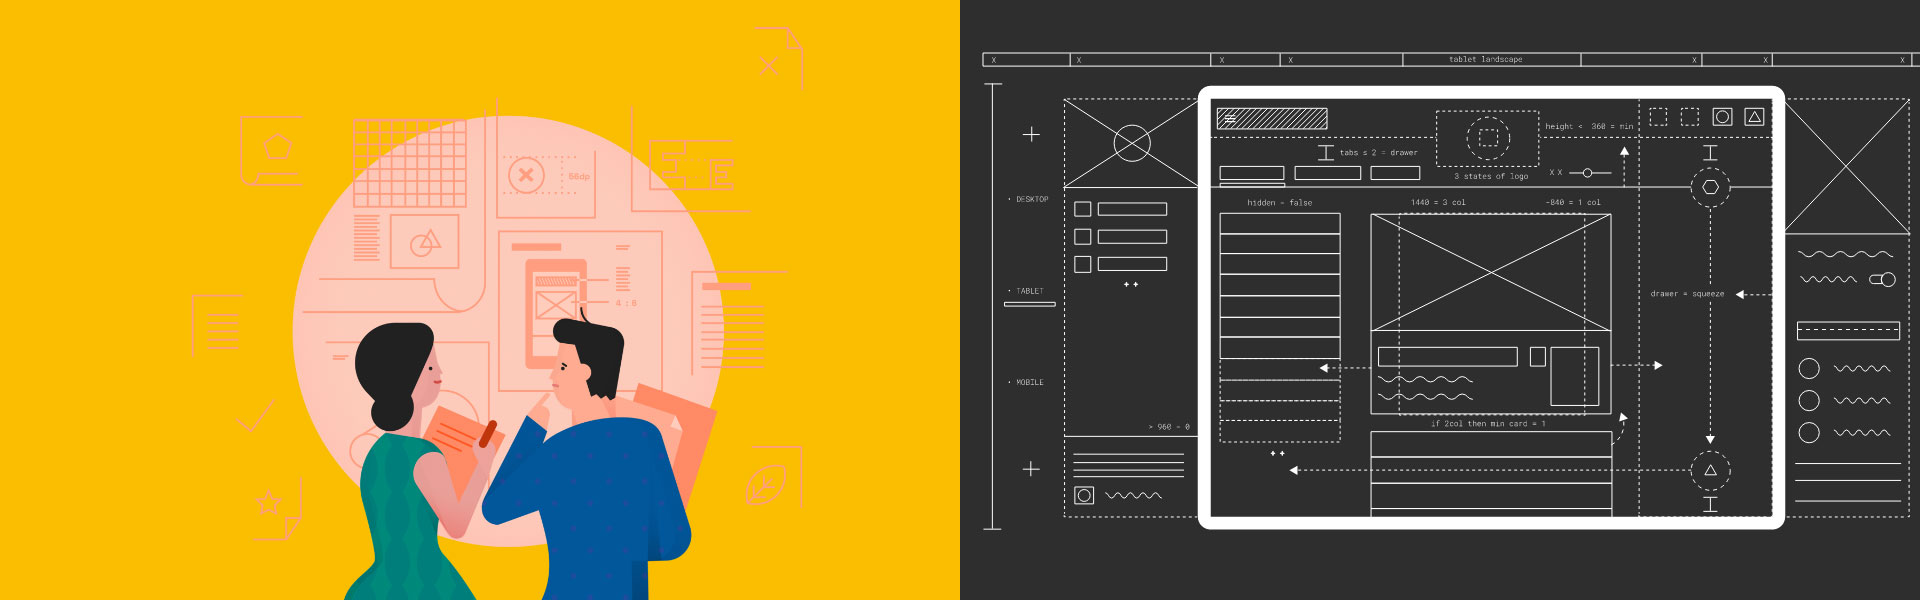 56dp
4 : 8
X
X
X
X
tablet landscape
X
X
X
height < 360 = min
tabs ≤ 2 = drawer
3 states of logo
X X
DESKTOP
hidden - false
1440 = 3 col
-840 = 1 col
TABLET
drawer = squeeze
MOBILE
> 960 - 0
if 2col then min card = 1